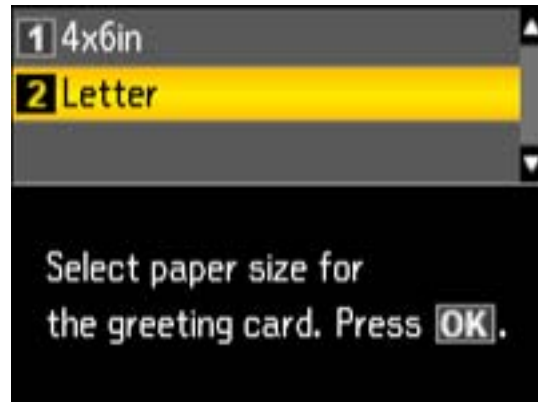 1 4x6in
2 Letter
Select paper size for
the greeting card. Press OK.